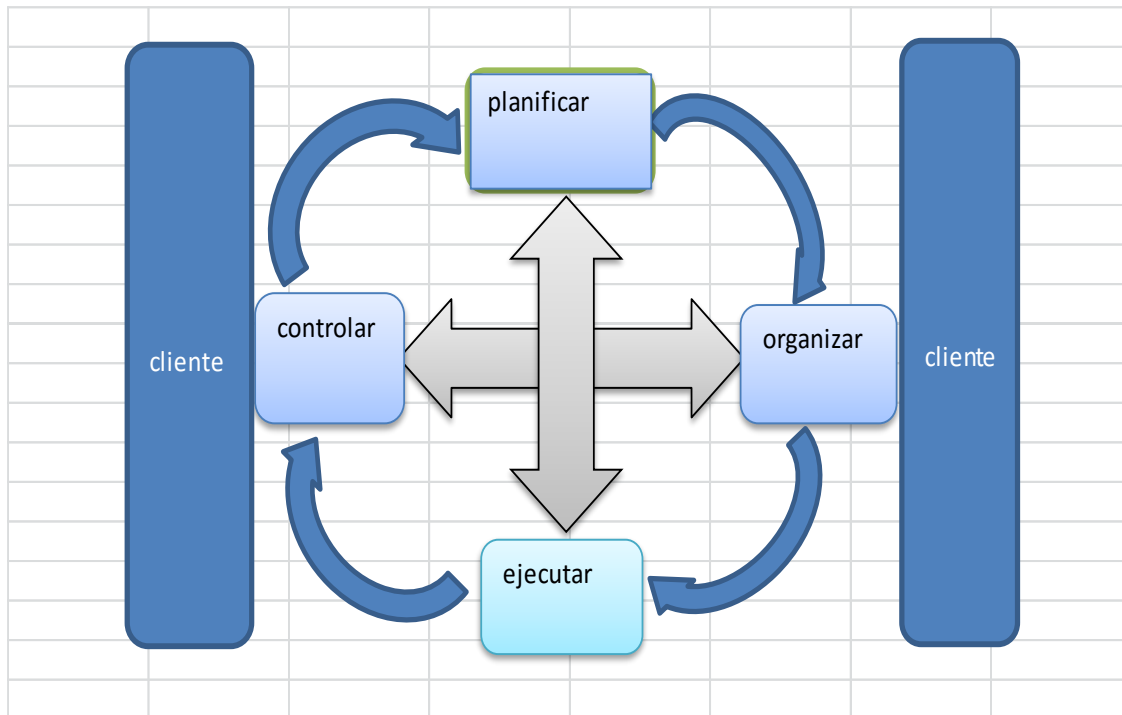 planificar
controlar
organizar
cliente
cliente
ejecutar